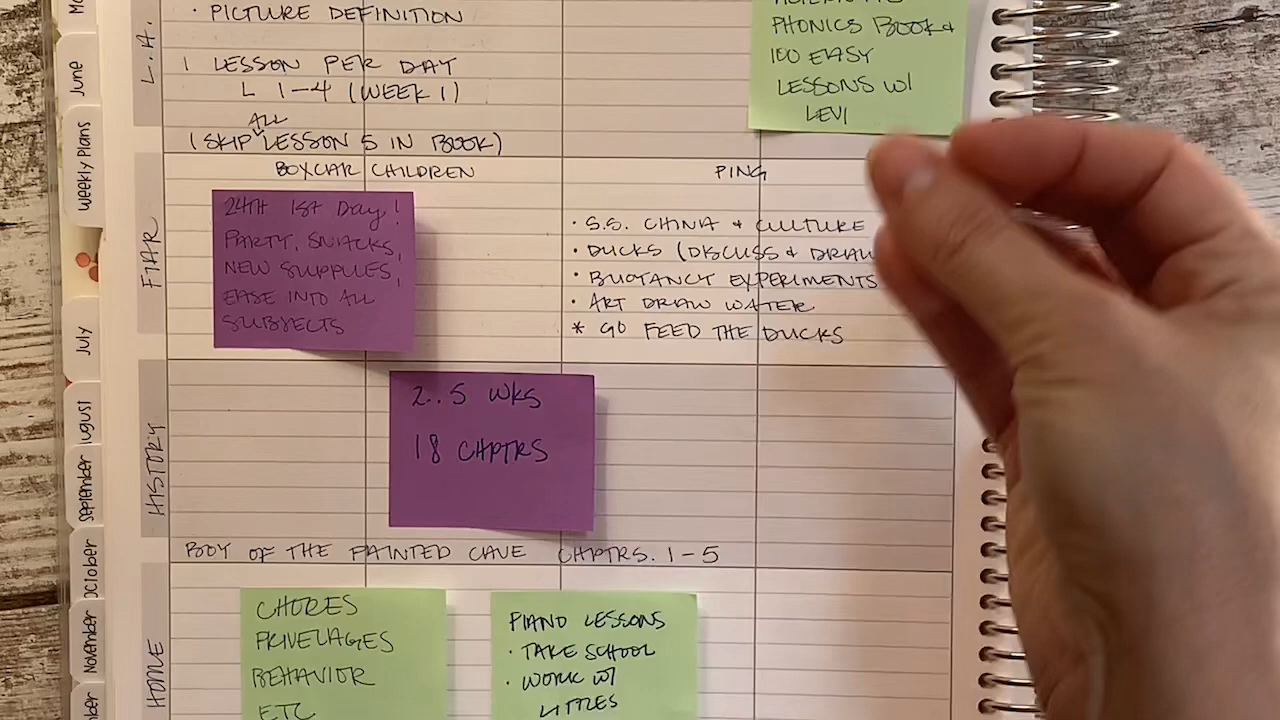 June
Weekly Plans
July
September
November
L.A.
· PICTURE DEFINITION
1 LESSON PER DAY
L 1-4 (WEEK 1)
ALL
(SKIP LESSON 5 IN BOOK)
PHONICS BOOK +
100 EASY
LESSONS W/
LEVI
FIAR
BOXCAR CHILDREN
PING
24TH 1ST DAY!
PARTY, SNACKS,
NEW SUPPLIES,
EASE INTO ALL
SUBJECTS
· S.S. CHINA + CULTURE
· DUCKS (DISCUSS & DRAW
· BUOYANCY EXPERIMENTS
· ART DRAW WATER
* GO FEED THE DUCKS
HISTORY
2..5 WKS
18 CHPTRS
BOY OF THE PAINTED CAVE CHPTRS. 1-5
HOME
CHORES
PRIVELAGES
BEHAVIOR
ETC
PIANO LESSONS
· TAKE SCHOOL
· WORK W/
LITTLES